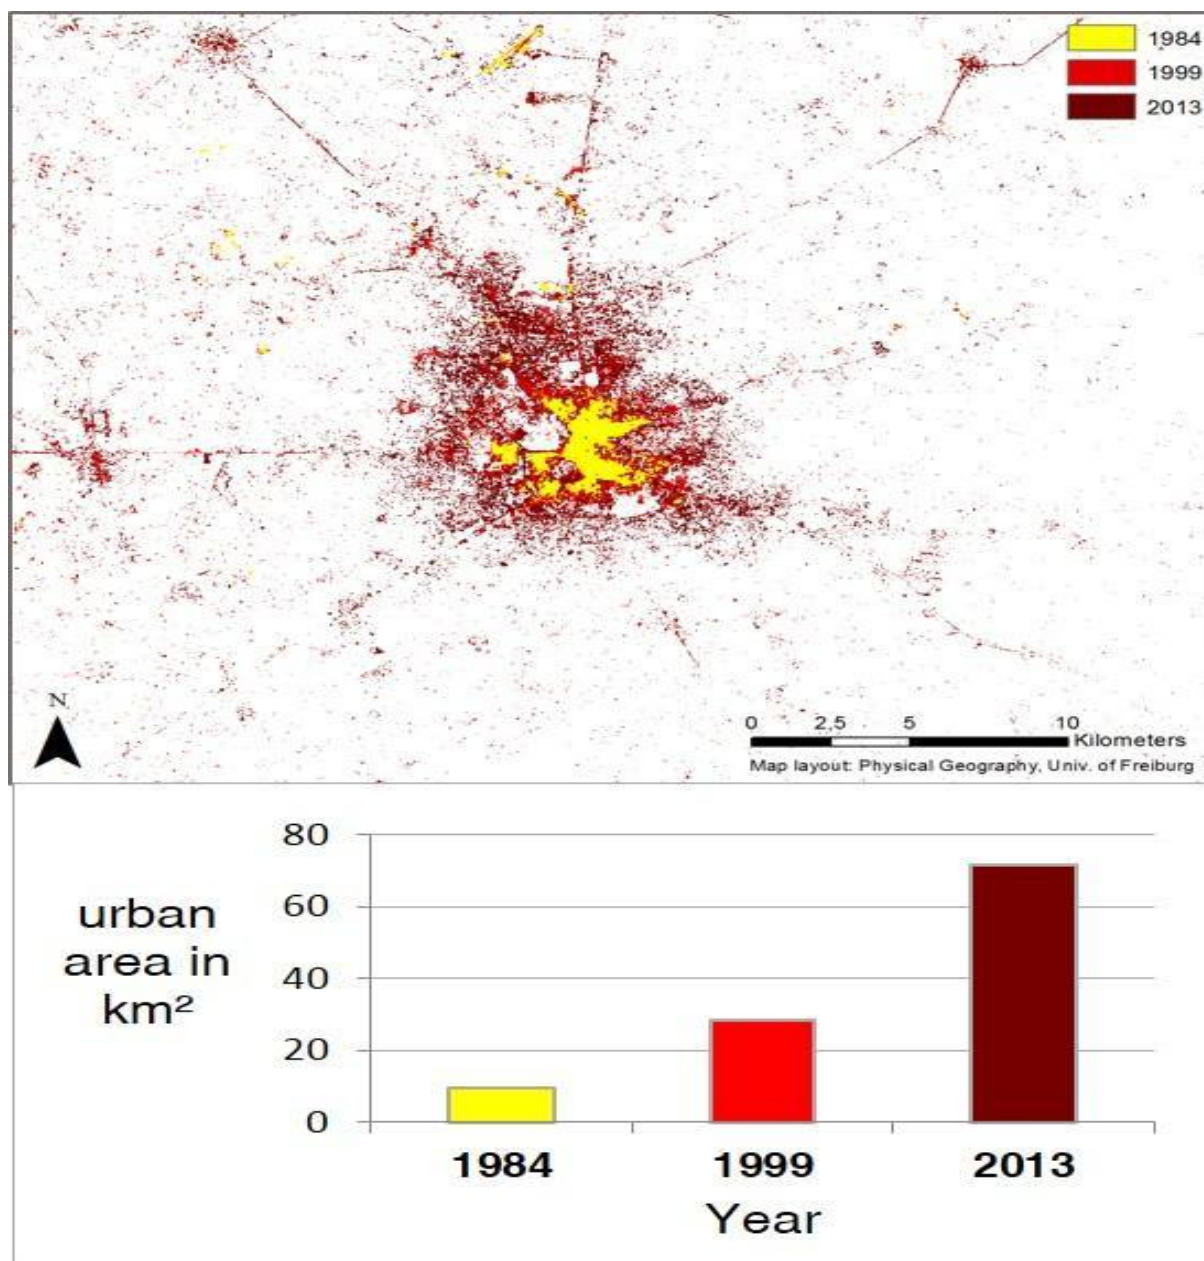 1984
1999
2013
N
0 2,5 5 10
Kilometers
Map layout: Physical Geography, Univ. of Freiburg
80
60
40
20
0
urban
area in
km²
1984 1999 2013
Year